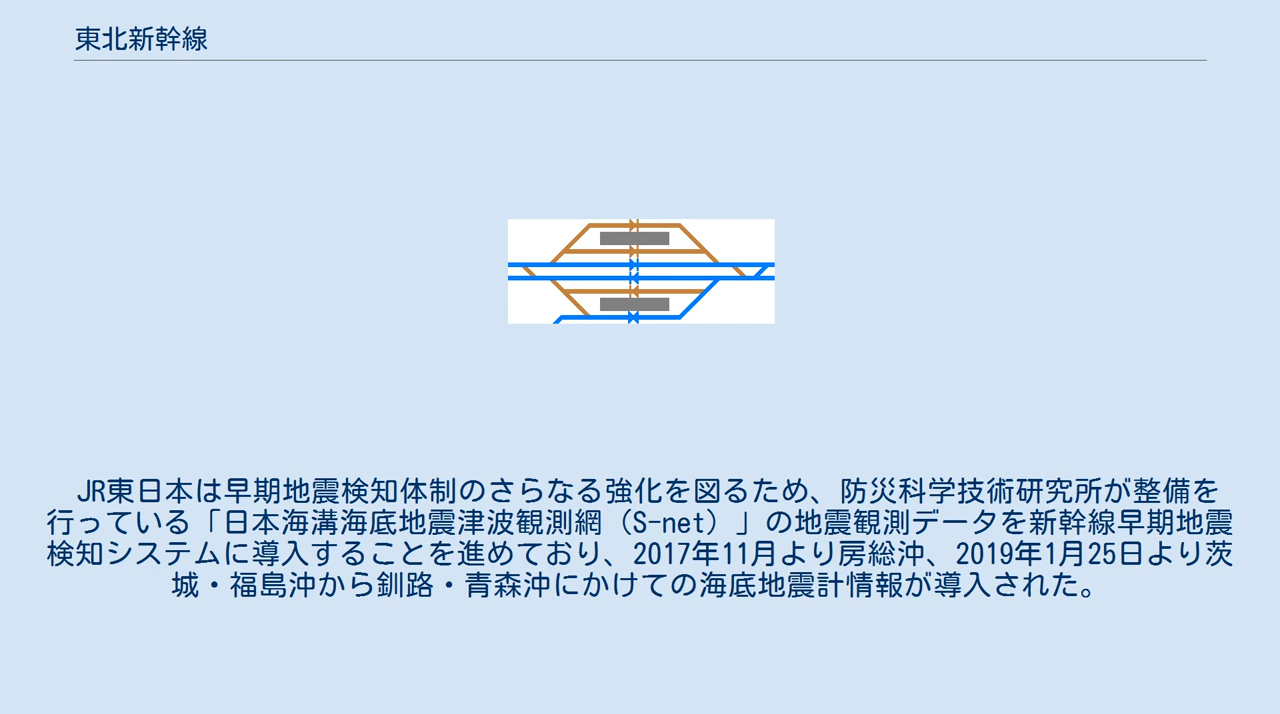 東北新幹線
JR東日本は早期地震検知体制のさらなる強化を図るため、防災科学技術研究所が整備を
行っている「日本海溝海底地震津波観測網（S-net）」の地震観測データを新幹線早期地震
検知システムに導入することを進めており、2017年11月より房総沖、2019年1月25日より茨
城・福島沖から釧路・青森沖にかけての海底地震計情報が導入された。